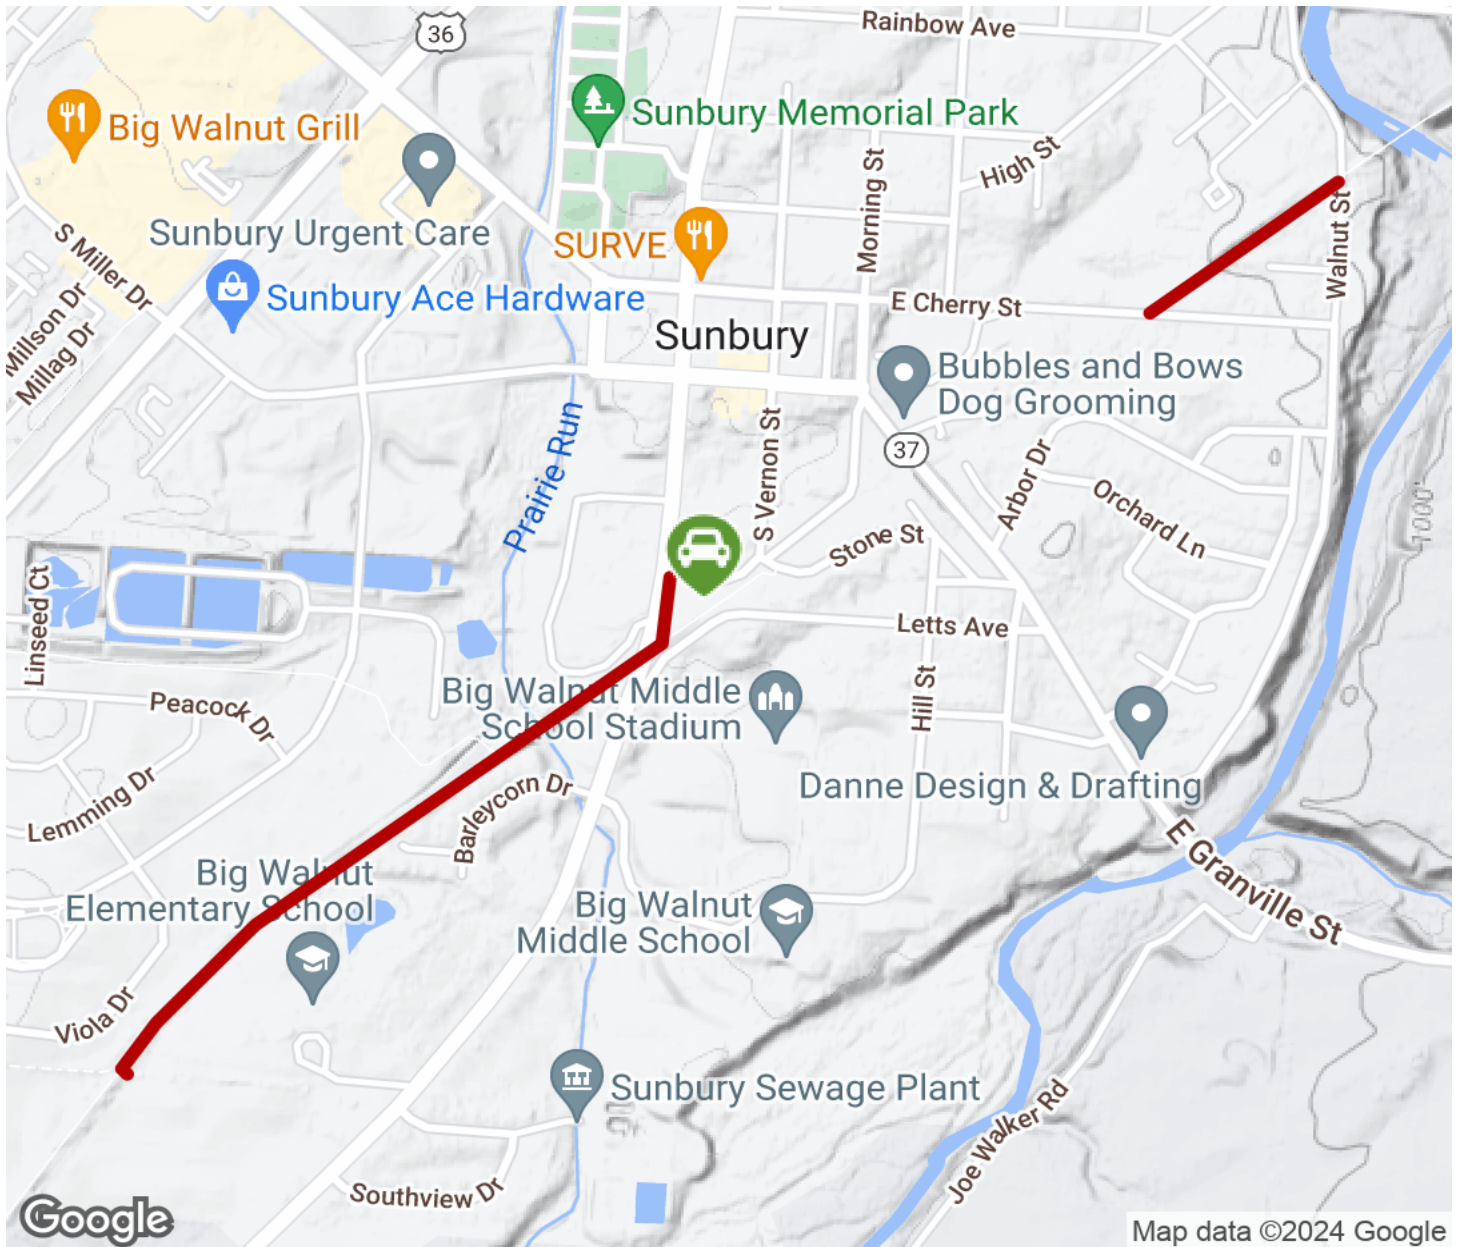 36
Rainbow Ave
Big Walnut Grill
Sunbury Memorial Park
High St
Morning St
Sunbury Urgent Care
SURVE
S Miller Dr
Walnut St
Sunbury Ace Hardware
E Cherry St
Millson Dr
Millag Dr
Sunbury
Bubbles and Bows
Dog Grooming
Prairie Run
S Vernon St
37
Arbor Dr
Orchard Ln
1000'
Stone St
Linseed Ct
Letts Ave
Hill St
Big Walnut Middle
School Stadium
Peacock Dr
Danne Design & Drafting
Lemming Dr
Barleycorn Dr
E Granville St
Big Walnut
Elementary School
Big Walnut
Middle School
Viola Dr
Sunbury Sewage Plant
Joe Walker Rd
Southview Dr
Google
Map data ©2024 Google